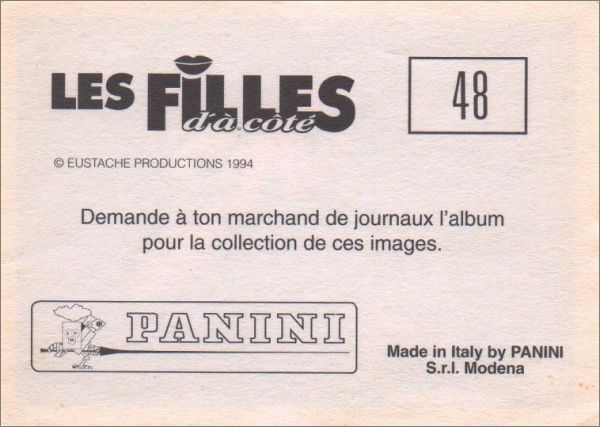 LES FILLES
d'à côté
48
© EUSTACHE PRODUCTIONS 1994
Demande à ton marchand de journaux l'album
pour la collection de ces images.
PANINI
Made in Italy by PANINI
S.r.l. Modena